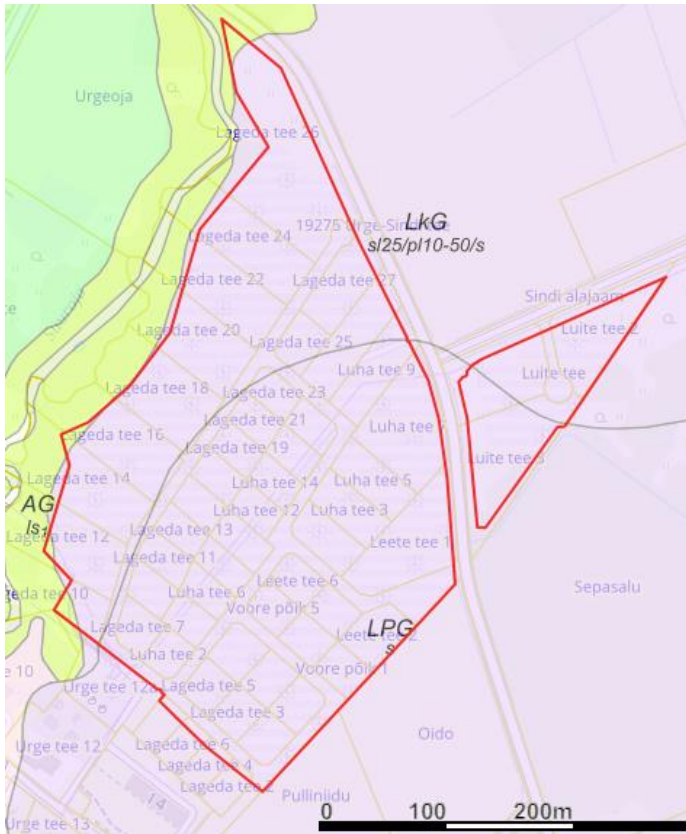 Urgeoja
Lageda tee 26
LkG
19275 Urge-Sindi tee
Lageda tee 24
sl25/pl10-50/s
Lageda tee 22
Lageda tee 27
Sindi alajaam
Luite tee 2
Lageda tee 20
Lageda tee 25
Luha tee 9
Luite tee
Lageda tee 18
Lageda tee 23
Lageda tee 21
Luha tee 7
Lageda tee 16
Lageda tee 19
Luite tee 3
Lageda tee 14
Luha tee 14
Luha tee 5
AG
ls₁
Luha tee 12
Luha tee 3
Lageda tee 12
Lageda tee 13
Leete tee 1
Lageda tee 11
Leete tee 6
Sepasalu
Lageda tee 10
Luha tee 6
Voore põik 5
Lageda tee 7
LPG
s
Leete tee 2
Luha tee 2
Voore põik 1
e 10
Urge tee 12a
Lageda tee 5
Lageda tee 3
Oido
Urge tee 12
Lageda tee 6
Lageda tee 4
Lageda tee 2
Pulliniidu
14
Urge tee 13
0 100 200m